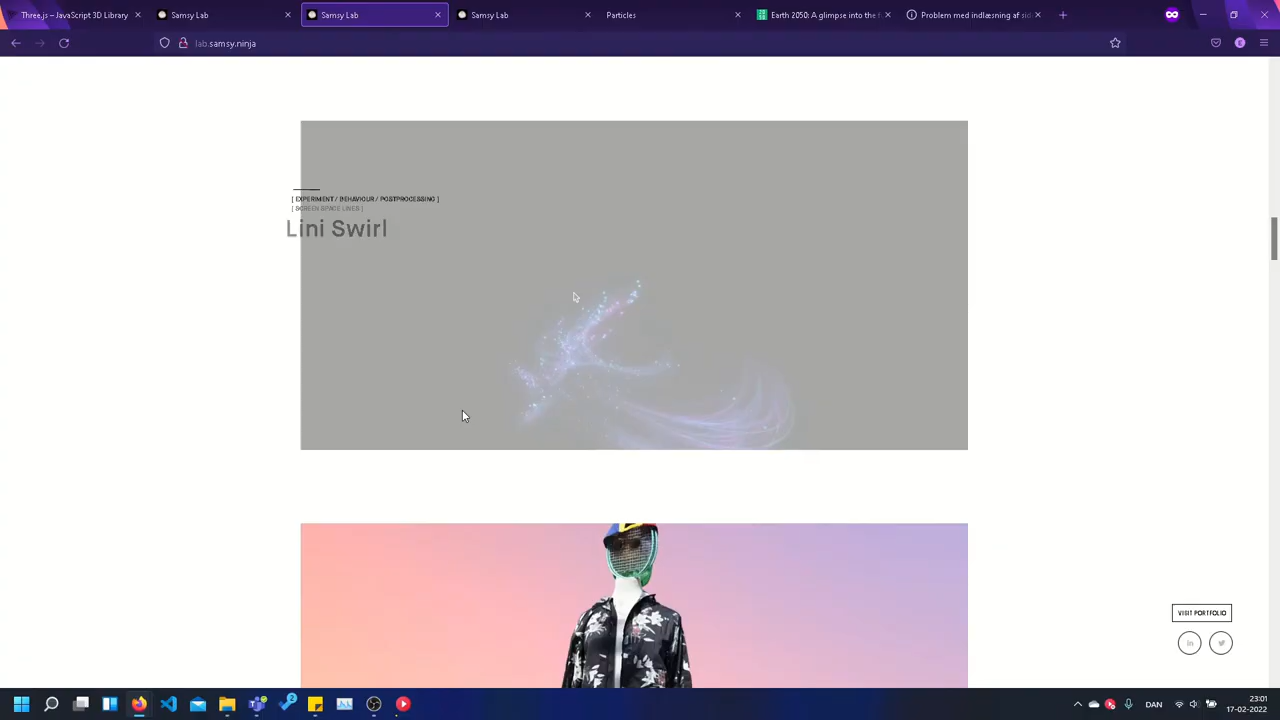 Three.js – JavaScript 3D Library
Samsy Lab
Samsy Lab
Samsy Lab
Particles
Earth 2050: A glimpse into the f
Problem med indlæsning af sid
lab.samsy.ninja
[ EXPERIMENT / BEHAVIOUR / POSTPROCESSING ]
[ SCREEN SPACE LINES ]
Lini Swirl
VISIT PORTFOLIO
in
DAN
23:01
17-02-2022